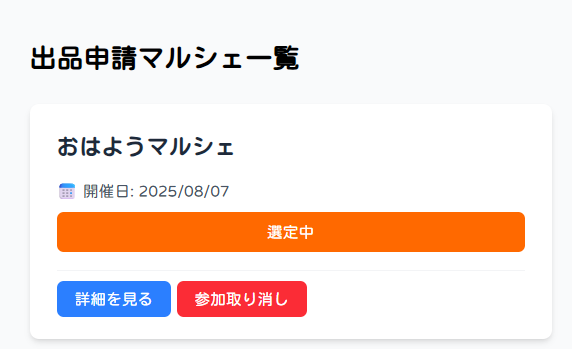 出品申請マルシェ一覧
おはようマルシェ
開催日: 2025/08/07
選定中
詳細を見る 参加取り消し